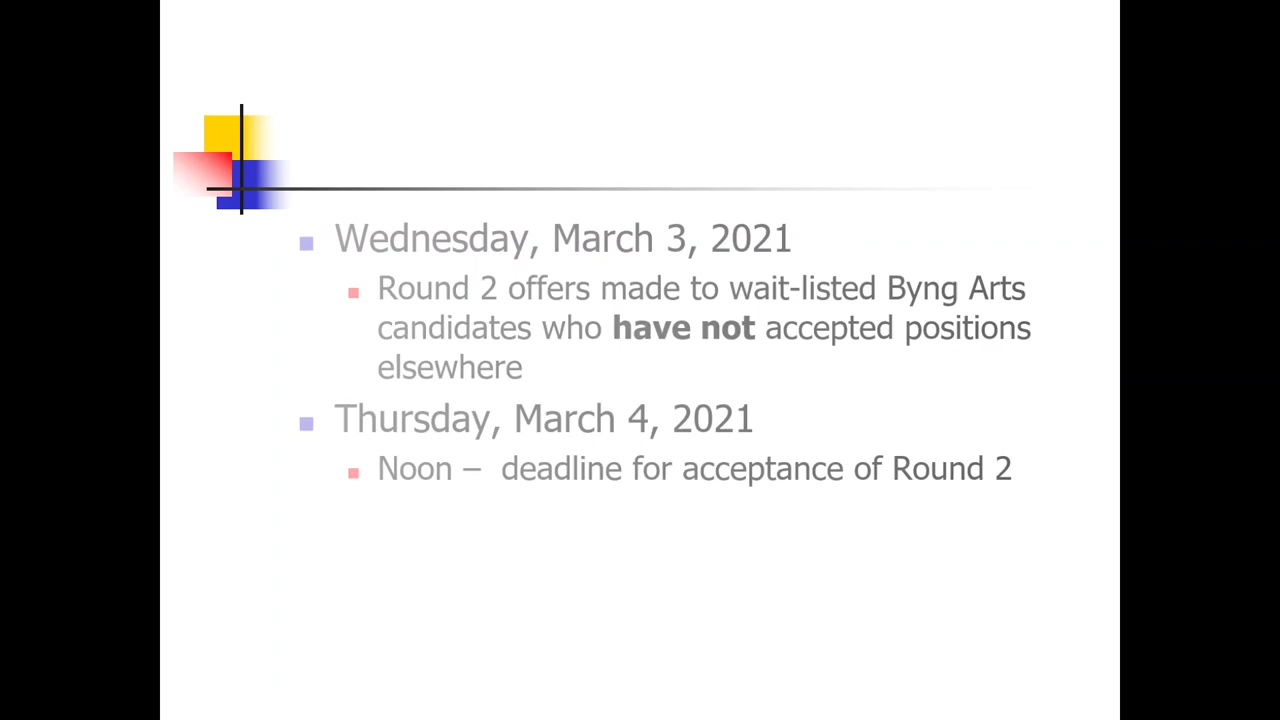 Wednesday, March 3, 2021
Round 2 offers made to wait-listed Byng Arts
candidates who have not accepted positions
elsewhere
Thursday, March 4, 2021
Noon – deadline for acceptance of Round 2